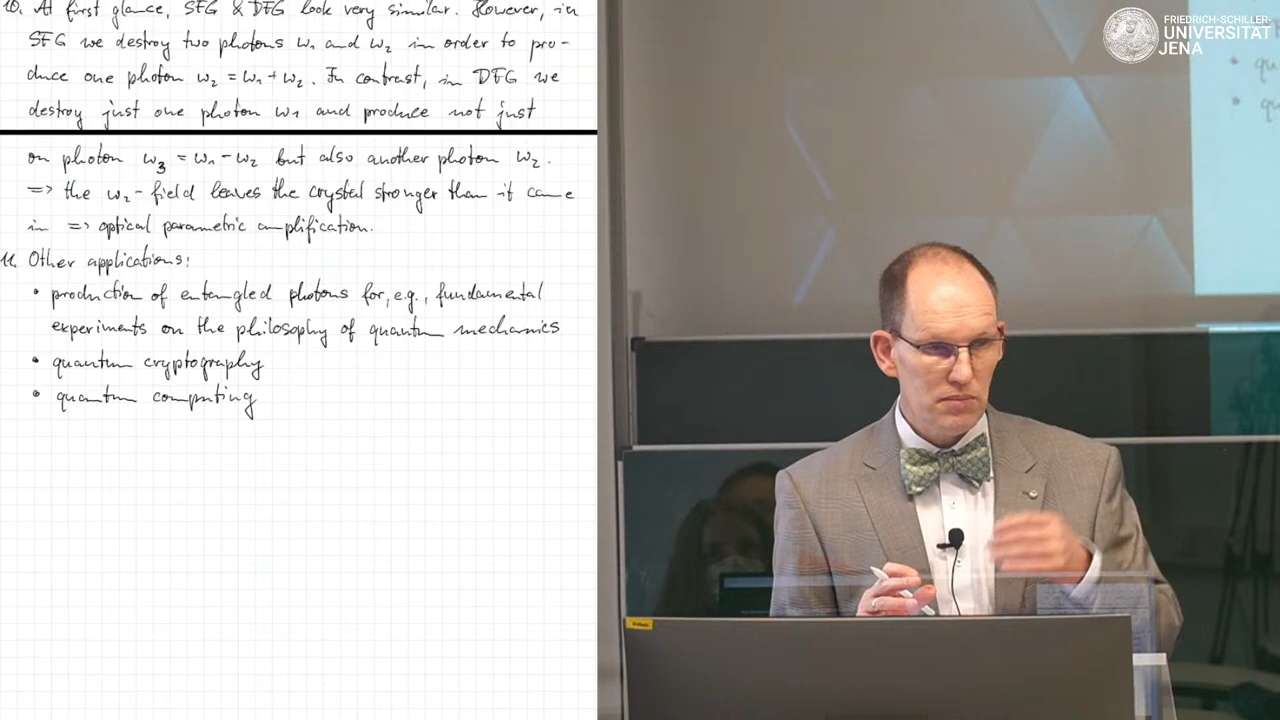 10. At first glance, SFG & DFG look very similar. However, in
SFG we destroy two photons ω₁ and ω₂ in order to pro-
duce one photon ω₂ = ω₁ + ω₂. In contrast, in DFG we
destroy just one photon ω₁ and produce not just
on photon ω₃ = ω₁ - ω₂ but also another photon ω₂.
=> the ω₂-field leaves the crystal stronger than it came
in => optical parametric amplification.
11. Other applications:
• production of entangled photons for, e.g., fundamental
experiments on the philosophy of quantum mechanics
• quantum cryptography
• quantum computing
FRIEDRICH-SCHILLER-
UNIVERSITÄT
JENA
• qu
• qu